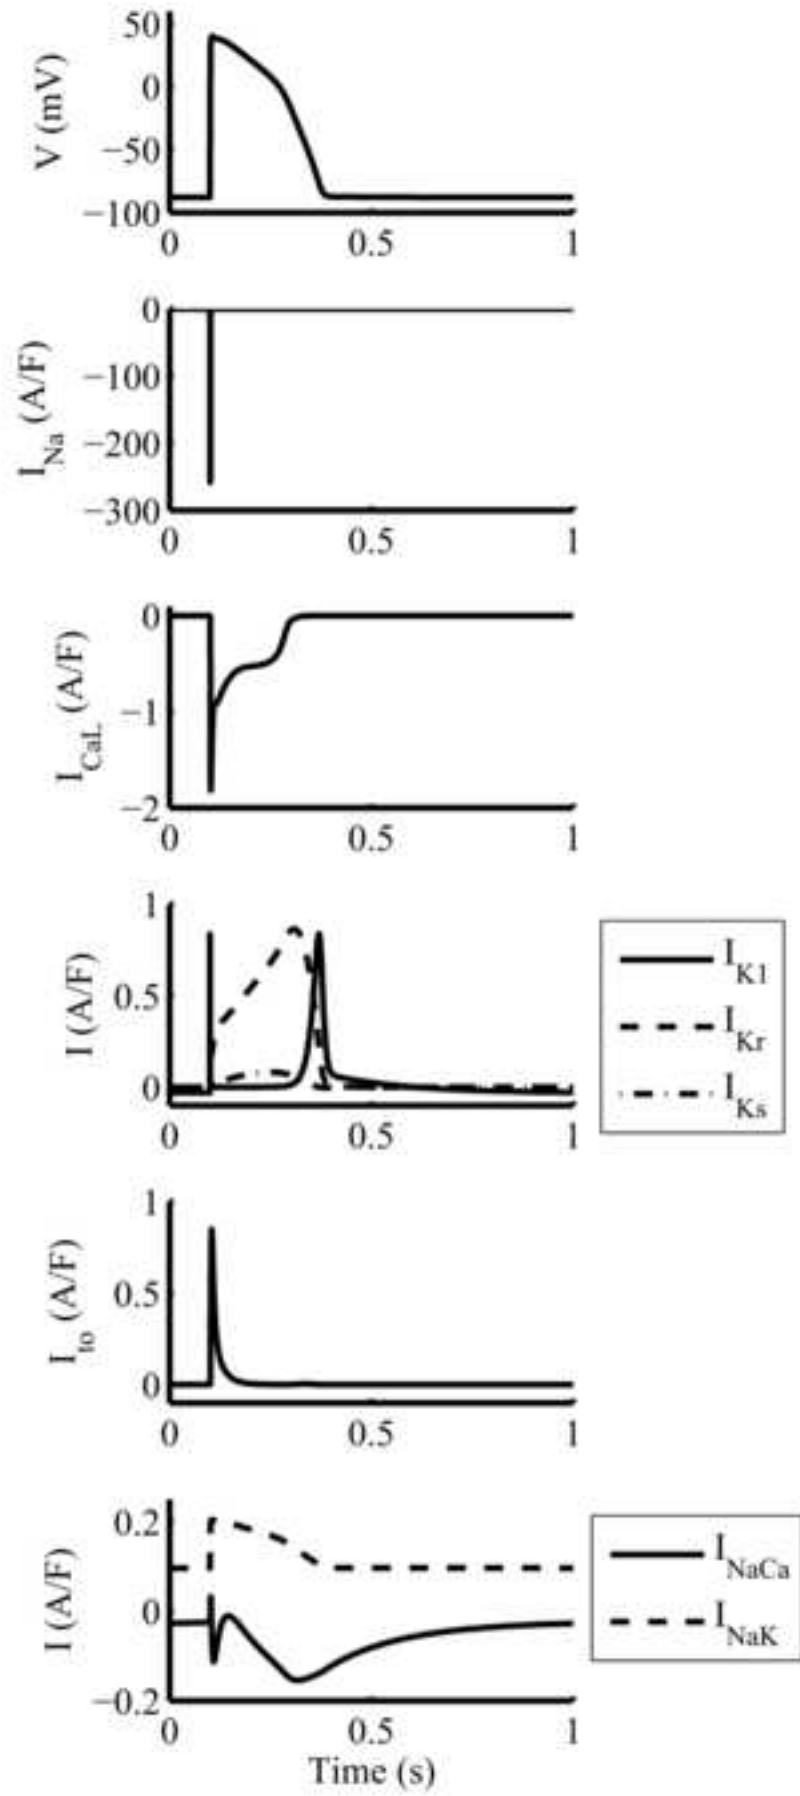 50
0
−50
−100
V (mV)
0 0.5 1
0
−100
−200
−300
I_Na (A/F)
0 0.5 1
0
−1
−2
I_CaL (A/F)
0 0.5 1
1
0.5
0
I (A/F)
0 0.5 1
I_K1
I_Kr
I_Ks
1
0.5
0
I_to (A/F)
0 0.5 1
0.2
0
−0.2
I (A/F)
0 0.5 1
Time (s)
I_NaCa
I_NaK